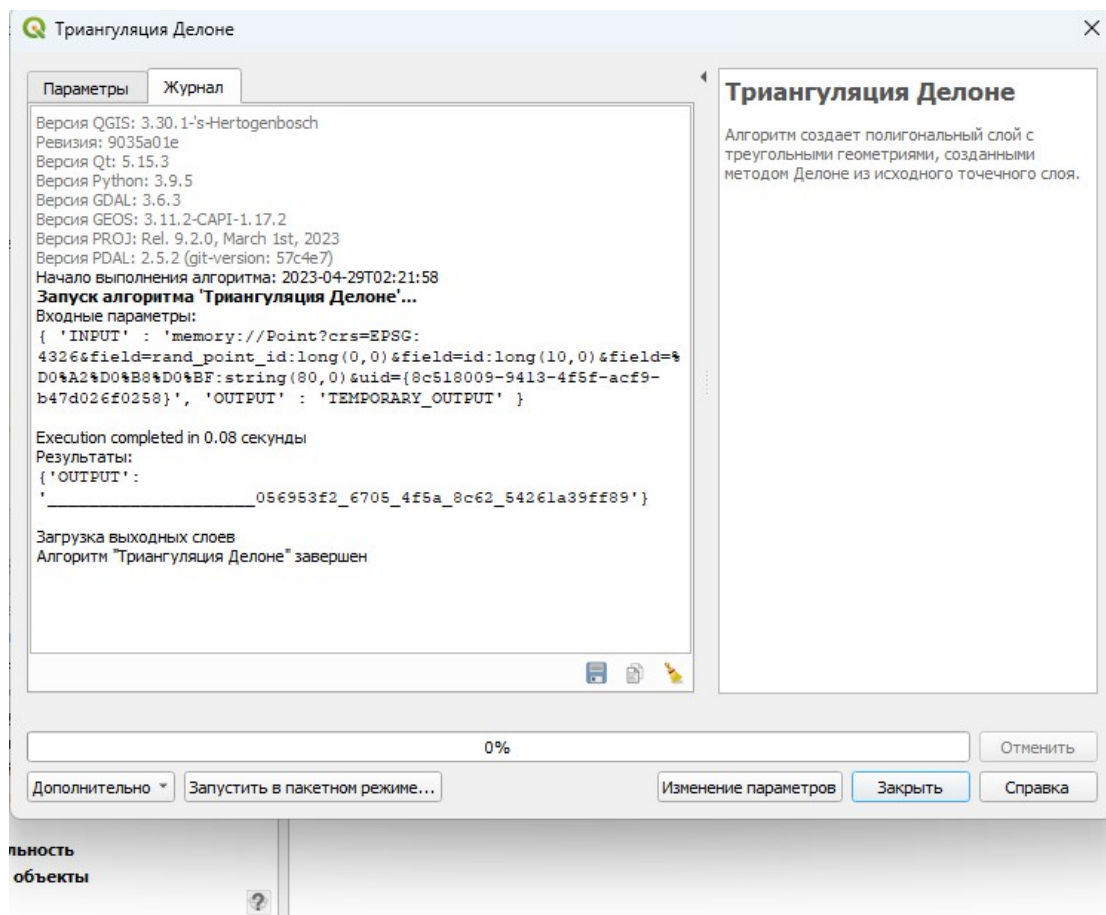 Триангуляция Делоне
Параметры
Журнал
Версия QGIS: 3.30.1-'s-Hertogenbosch
Ревизия: 9035a01e
Версия Qt: 5.15.3
Версия Python: 3.9.5
Версия GDAL: 3.6.3
Версия GEOS: 3.11.2-CAPI-1.17.2
Версия PROJ: Rel. 9.2.0, March 1st, 2023
Версия PDAL: 2.5.2 (git-version: 57c4e7)
Начало выполнения алгоритма: 2023-04-29T02:21:58
Запуск алгоритма 'Триангуляция Делоне'...
Входные параметры:
{ 'INPUT' : 'memory://Point?crs=EPSG:
4326&field=rand_point_id:long(0,0)&field=id:long(10,0)&field=%
D0%A2%D0%B8%D0%BF:string(80,0)&uid={8c518009-9413-4f5f-acf9-
b47d026f0258}', 'OUTPUT' : 'TEMPORARY_OUTPUT' }
Execution completed in 0.08 секунды
Результаты:
{'OUTPUT':
'____________________056953f2_6705_4f5a_8c62_54261a39ff89'}
Загрузка выходных слоев
Алгоритм "Триангуляция Делоне" завершен
Триангуляция Делоне
Алгоритм создает полигональный слой с
треугольными геометриями, созданными
методом Делоне из исходного точечного слоя.
0%
Отменить
Дополнительно
Запустить в пакетном режиме...
Изменение параметров
Закрыть
Справка
льность
объекты
?